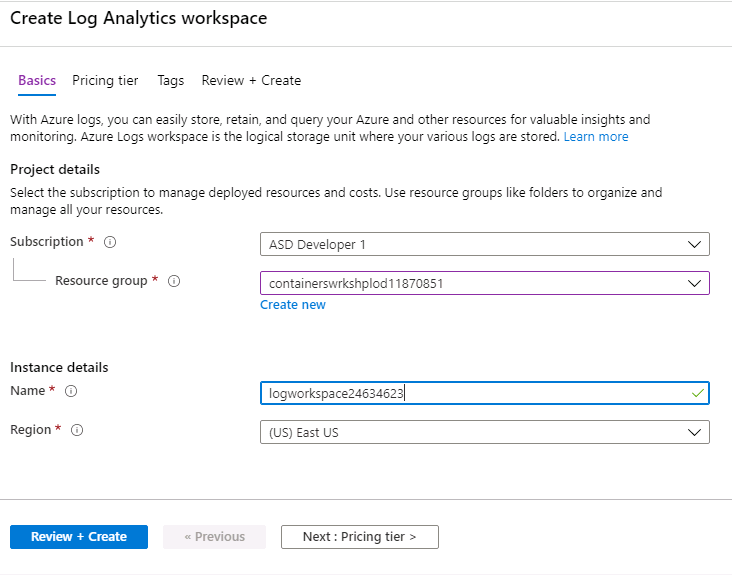 Create Log Analytics workspace
Basics Pricing tier Tags Review + Create
With Azure logs, you can easily store, retain, and query your Azure and other resources for valuable insights and
monitoring. Azure Logs workspace is the logical storage unit where your various logs are stored. Learn more
Project details
Select the subscription to manage deployed resources and costs. Use resource groups like folders to organize and
manage all your resources.
Subscription * ASD Developer 1
Resource group * containerswrkshplod11870851
Create new
Instance details
Name * logworkspace24634623
Region * (US) East US
Review + Create « Previous Next : Pricing tier >